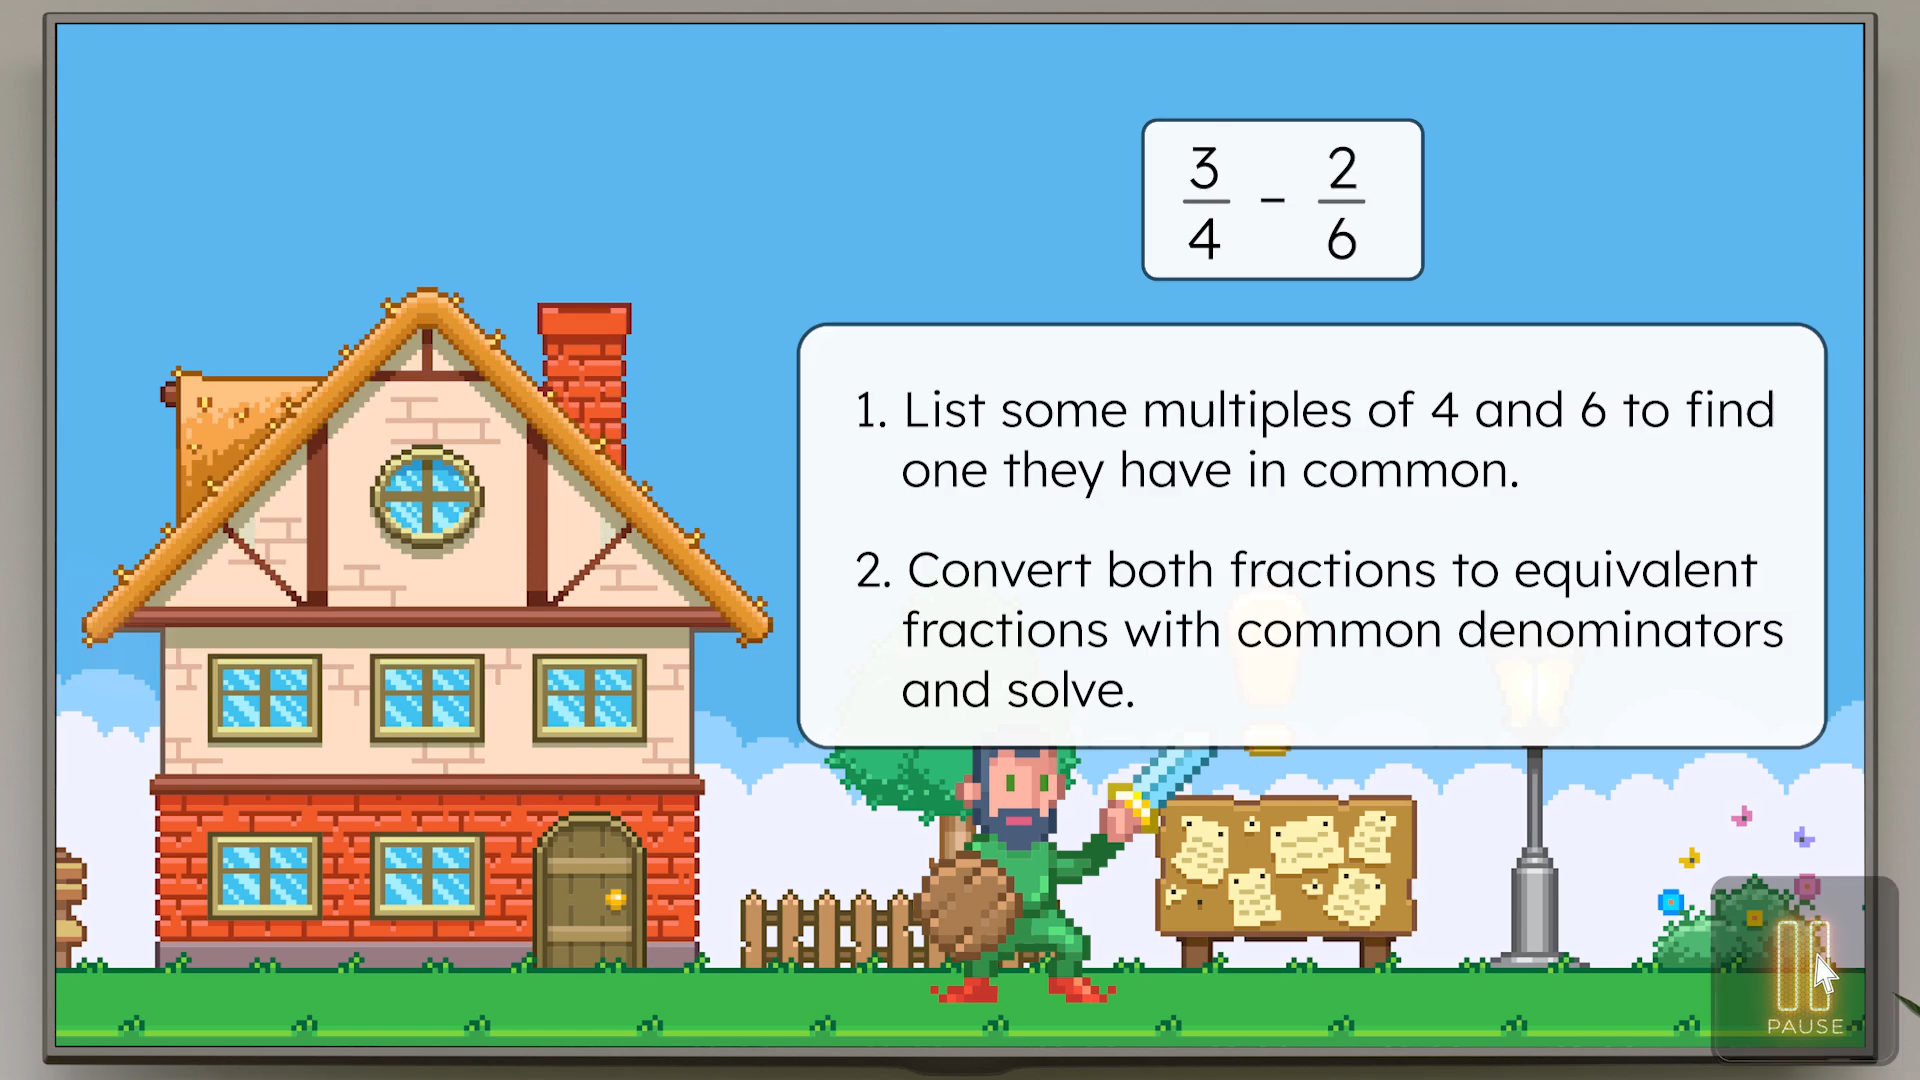 3/4 - 2/6
1. List some multiples of 4 and 6 to find
one they have in common.
2. Convert both fractions to equivalent
fractions with common denominators
and solve.
PAUSE